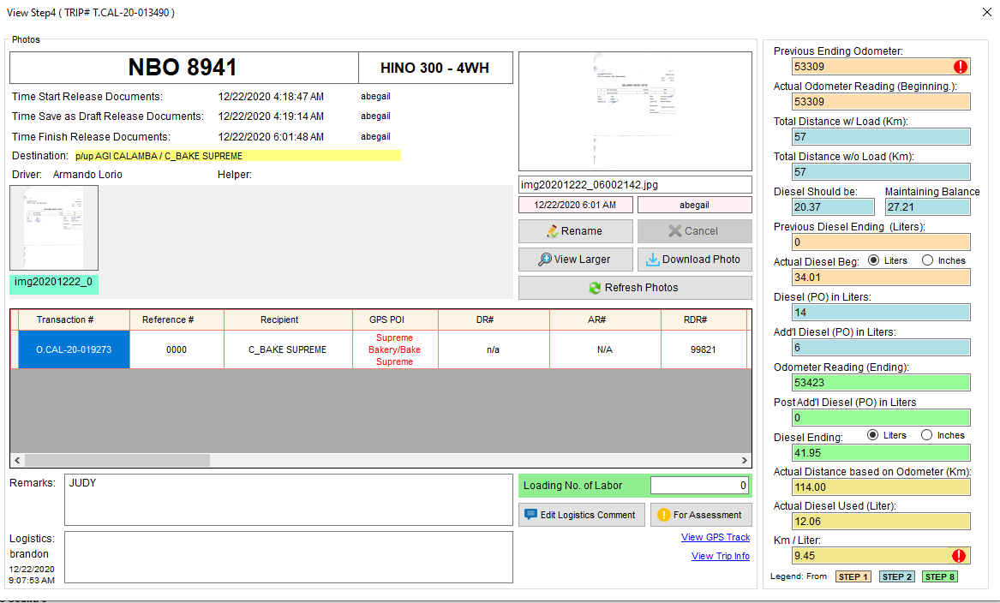 View Step4 ( TRIP# T.CAL-20-013490 )
Photos
NBO 8941
HINO 300 - 4WH
Time Start Release Documents: 12/22/2020 4:18:47 AM abegail
Time Save as Draft Release Documents: 12/22/2020 4:19:14 AM abegail
Time Finish Release Documents: 12/22/2020 6:01:48 AM abegail
Destination: p/up AGI CALAMBA / C_BAKE SUPREME
Driver: Armando Lorio Helper:
img20201222_0
img20201222_06002142.jpg
12/22/2020 6:01 AM abegail
Rename Cancel
View Larger Download Photo
Refresh Photos
Transaction # Reference # Recipient GPS POI DR# AR# RDR#
O.CAL-20-019273 0000 C_BAKE SUPREME Supreme Bakery/Bake Supreme n/a N/A 99821
Remarks: JUDY
Loading No. of Labor 0
Edit Logistics Comment For Assessment
View GPS Track
View Trip Info
Logistics:
brandon
12/22/2020
9:07:53 AM
Previous Ending Odometer:
53309
Actual Odometer Reading (Beginning.):
53309
Total Distance w/ Load (Km):
57
Total Distance w/o Load (Km):
57
Diesel Should be: Maintaining Balance
20.37 27.21
Previous Diesel Ending (Liters):
0
Actual Diesel Beg: Liters Inches
34.01
Diesel (PO) in Liters:
14
Add'l Diesel (PO) in Liters:
6
Odometer Reading (Ending):
53423
Post Add'l Diesel (PO) in Liters
0
Diesel Ending: Liters Inches
41.95
Actual Distance based on Odometer (Km):
114.00
Actual Diesel Used (Liter):
12.06
Km / Liter:
9.45
Legend: From STEP 1 STEP 2 STEP 8